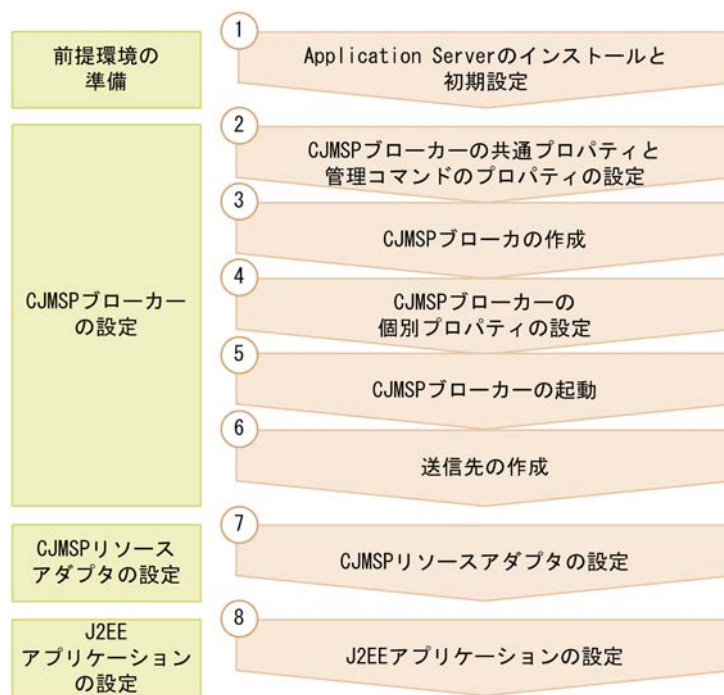 前提環境の
準備
1
Application Serverのインストールと
初期設定
CJMSPブローカー
の設定
2
CJMSPブローカーの共通プロパティと
管理コマンドのプロパティの設定
3
CJMSPブローカの作成
4
CJMSPブローカーの
個別プロパティの設定
5
CJMSPブローカーの起動
6
送信先の作成
CJMSPリソース
アダプタの設定
7
CJMSPリソースアダプタの設定
J2EE
アプリケーション
の設定
8
J2EEアプリケーションの設定